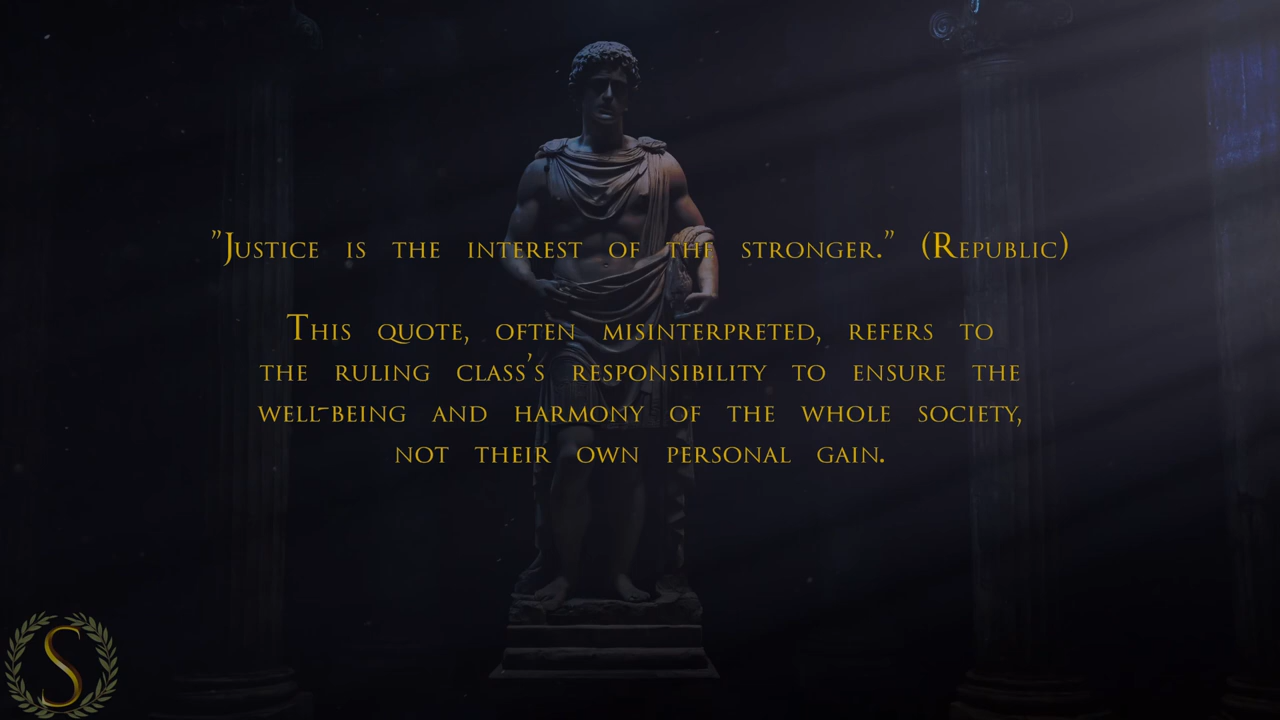 "Justice is the interest of the stronger." (Republic)
This quote, often misinterpreted, refers to
the ruling class's responsibility to ensure the
well-being and harmony of the whole society,
not their own personal gain.
S